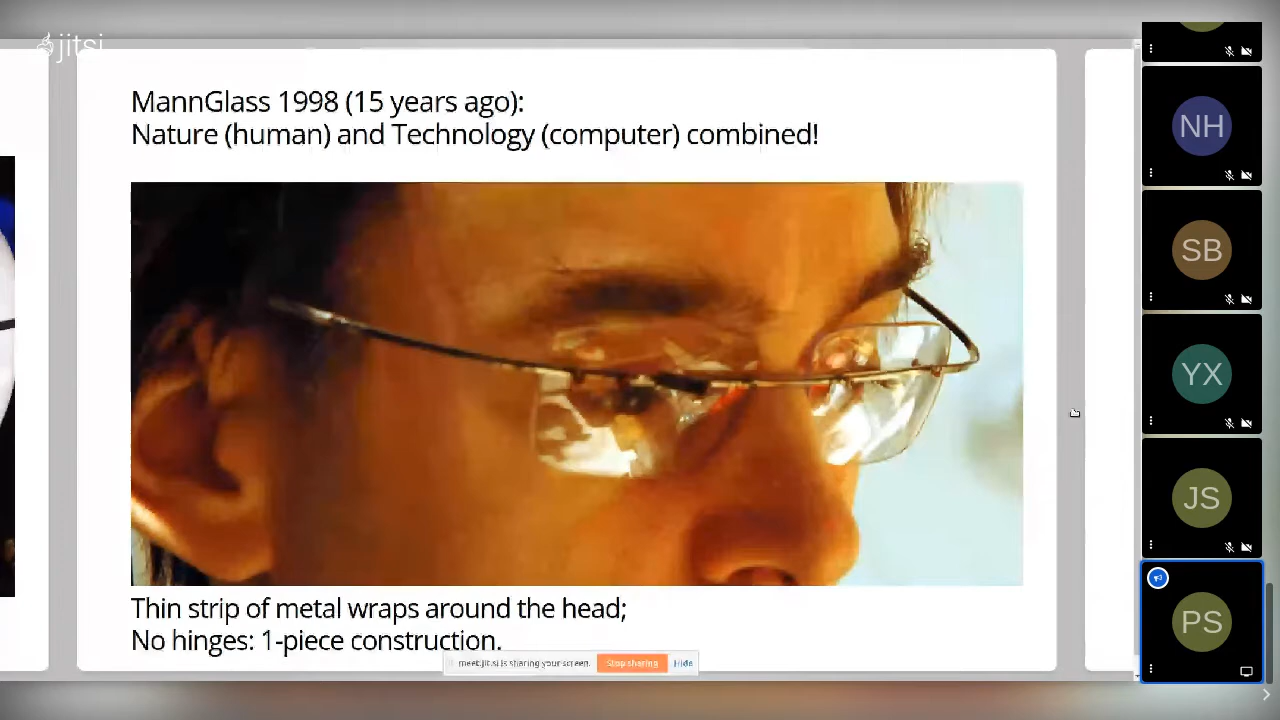 jitsi
MannGlass 1998 (15 years ago):
Nature (human) and Technology (computer) combined!
NH
SB
YX
JS
PS
Thin strip of metal wraps around the head;
No hinges: 1-piece construction.
meet.jit.si is sharing your screen.
Stop sharing
Hide